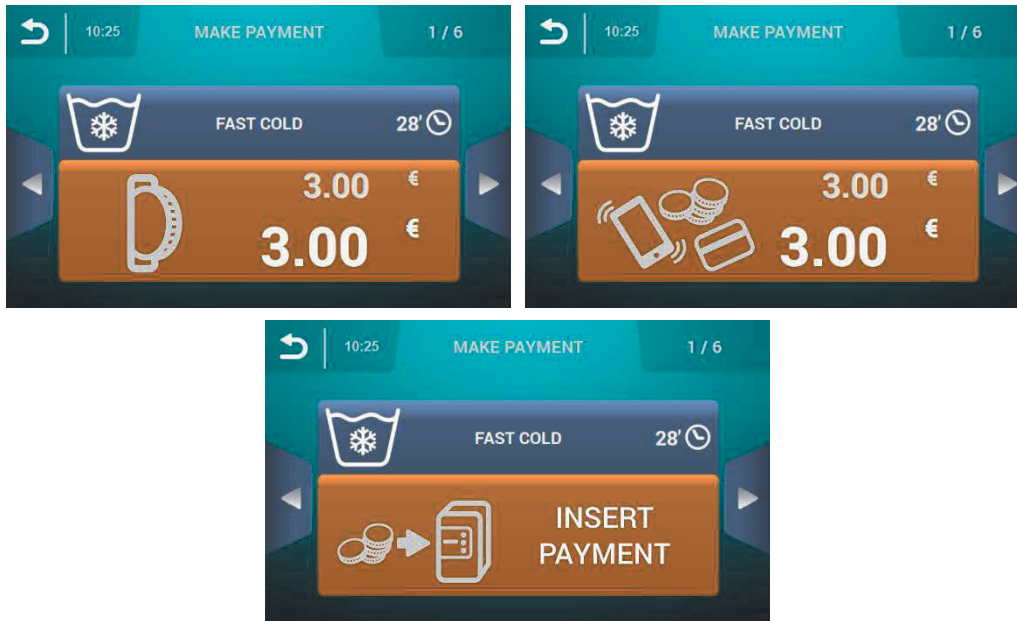 10:25 MAKE PAYMENT 1 / 6
FAST COLD 28'
3.00 €
3.00 €
10:25 MAKE PAYMENT 1 / 6
FAST COLD 28'
3.00 €
3.00 €
10:25 MAKE PAYMENT 1 / 6
FAST COLD 28'
INSERT
PAYMENT